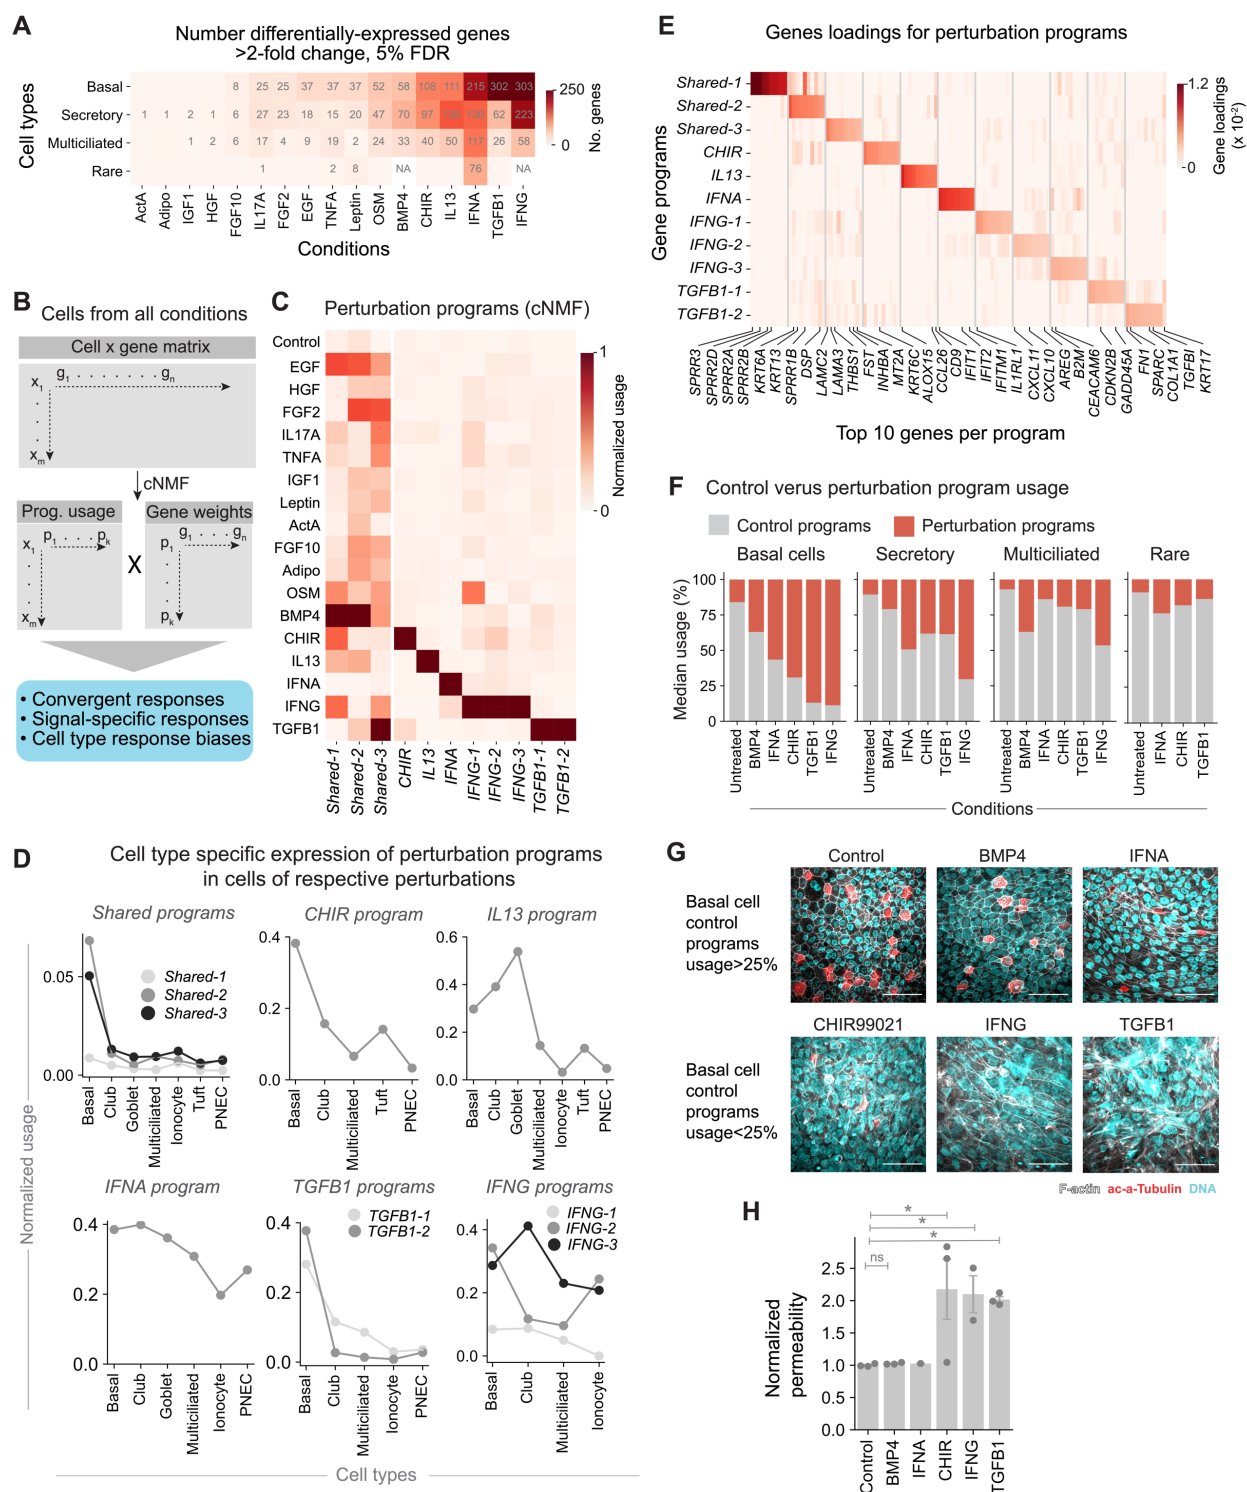 A
Number differentially-expressed genes
>2-fold change, 5% FDR
Cell types
Basal 8 25 25 37 37 37 52 58 108 111 215 302 303
Secretory 1 1 2 1 6 27 23 18 15 20 47 70 97 62 223
Multiciliated 1 2 6 19 4 9 19 2 24 33 40 50 117 26 58
Rare 1 2 8 NA 76 NA
ActA Adipo IGF1 HGF FGF10 IL17A FGF2 EGF TNFA Leptin OSM BMP4 CHIR IL13 IFNA TGFB1 IFNG
Conditions
250
0
No. genes
B
Cells from all conditions
Cell x gene matrix
g1 . . . . . . . gn
x1
xm
cNMF
Prog. usage
Gene weights
x1 p1 . . . pk
xm
X
p1 g1 . . . gn
pk
• Convergent responses
• Signal-specific responses
• Cell type response biases
C
Perturbation programs (cNMF)
Control
EGF
HGF
FGF2
IL17A
TNFA
IGF1
Leptin
ActA
FGF10
Adipo
OSM
BMP4
CHIR
IL13
IFNA
IFNG
TGFB1
Shared-1 Shared-2 Shared-3 CHIR IL13 IFNA IFNG-1 IFNG-2 IFNG-3 TGFB1-1 TGFB1-2
1
0
Normalized usage
D
Cell type specific expression of perturbation programs
in cells of respective perturbations
Normalized usage
Shared programs
0.05
0.00
Shared-1
Shared-2
Shared-3
Basal Club Goblet Multiciliated Ionocyte Tuft PNEC
CHIR program
0.4
0.2
0.0
Basal Club Multiciliated Tuft PNEC
IL13 program
0.6
0.4
0.2
0.0
Basal Club Goblet Multiciliated Ionocyte Tuft PNEC
IFNA program
0.4
0.2
0.0
Basal Club Goblet Multiciliated Ionocyte PNEC
TGFB1 programs
TGFB1-1
TGFB1-2
0.4
0.2
0.0
Basal Club Multiciliated Ionocyte PNEC
IFNG programs
IFNG-1
IFNG-2
IFNG-3
0.4
0.2
0.0
Basal Club Multiciliated Ionocyte
Cell types
E
Genes loadings for perturbation programs
Gene programs
Shared-1
Shared-2
Shared-3
CHIR
IL13
IFNA
IFNG-1
IFNG-2
IFNG-3
TGFB1-1
TGFB1-2
1.2
0
Gene loadings
(x 10-2)
SPRR3 SPRR2D SPRR2A SPRR2B KRT6A KRT13 SPRR1B DSP LAMC2 LAMA3 THBS1 FST INHBA MT2A KRT6C ALOX15 CCL26 CD9 IFIT1 IFIT2 IFITM1 IL1RL1 CXCL11 CXCL10 AREG B2M CEACAM6 CDKN2B GADD45A FN1 SPARC COL1A1 TGFBI KRT17
Top 10 genes per program
F
Control verus perturbation program usage
Control programs
Perturbation programs
Median usage (%)
100
75
50
25
0
Basal cells
Untreated BMP4 IFNA CHIR TGFB1 IFNG
Secretory
Untreated BMP4 IFNA CHIR TGFB1 IFNG
Multiciliated
Untreated BMP4 IFNA CHIR TGFB1 IFNG
Rare
Untreated IFNA CHIR TGFB1
Conditions
G
Control
BMP4
IFNA
Basal cell
control
programs
usage>25%
CHIR99021
IFNG
TGFB1
Basal cell
control
programs
usage<25%
F-actin ac-a-Tubulin DNA
H
Normalized
permeability
2.5
2.0
1.5
1.0
0.5
0.0
ns
*
*
*
Control BMP4 IFNA CHIR IFNG TGFB1